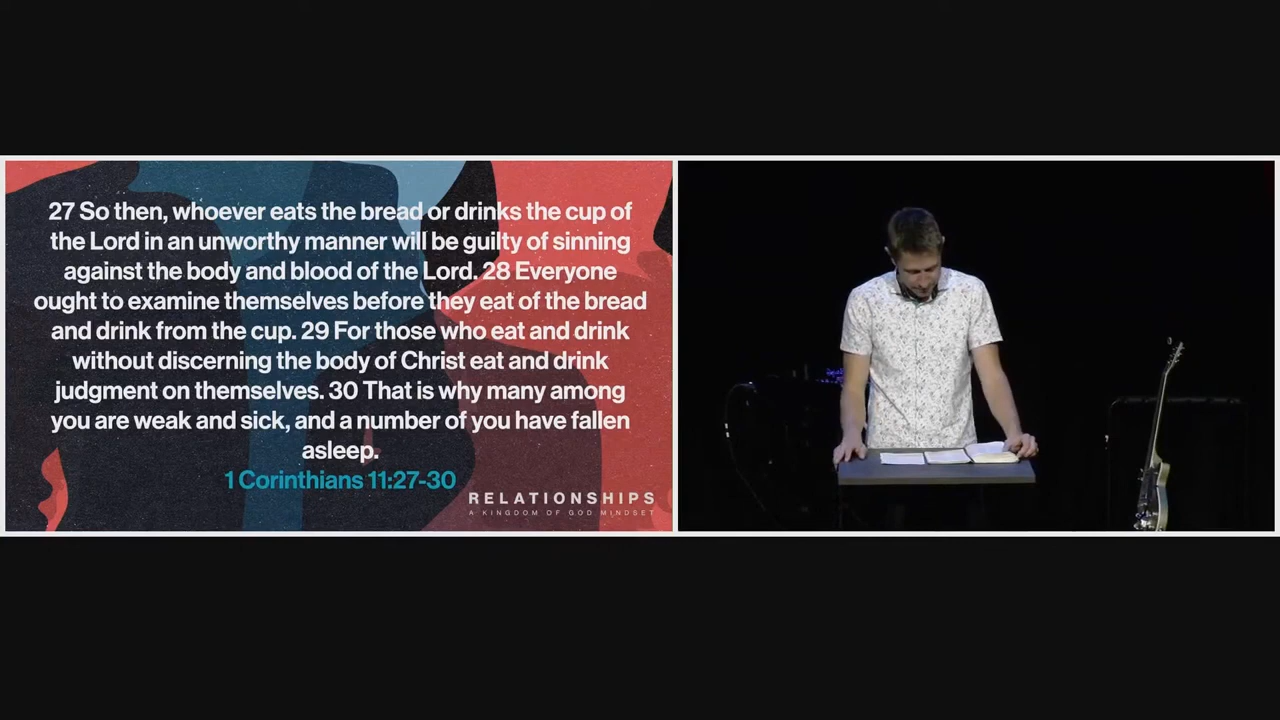 27 So then, whoever eats the bread or drinks the cup of
the Lord in an unworthy manner will be guilty of sinning
against the body and blood of the Lord. 28 Everyone
ought to examine themselves before they eat of the bread
and drink from the cup. 29 For those who eat and drink
without discerning the body of Christ eat and drink
judgment on themselves. 30 That is why many among
you are weak and sick, and a number of you have fallen
asleep.
1 Corinthians 11:27-30
RELATIONSHIPS
A KINGDOM OF GOD MINDSET